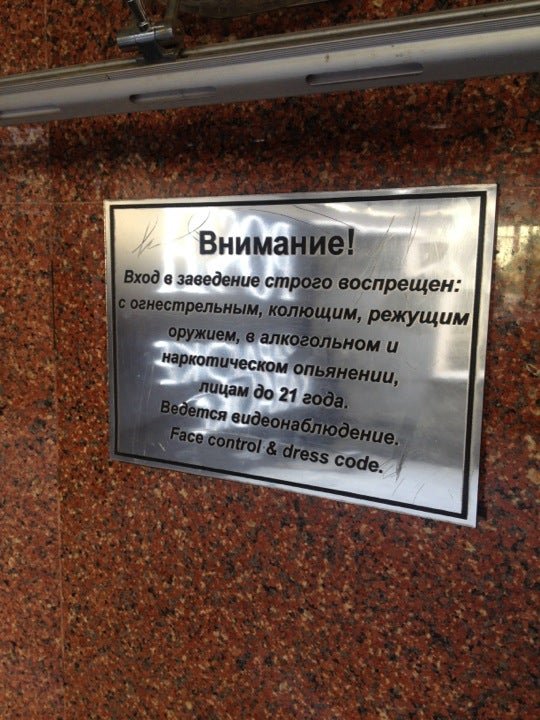 Внимание!
Вход в заведение строго воспрещен:
с огнестрельным, колющим, режущим
оружием, в алкогольном и
наркотическом опьянении,
лицам до 21 года.
Ведется видеонаблюдение.
Face control & dress code.